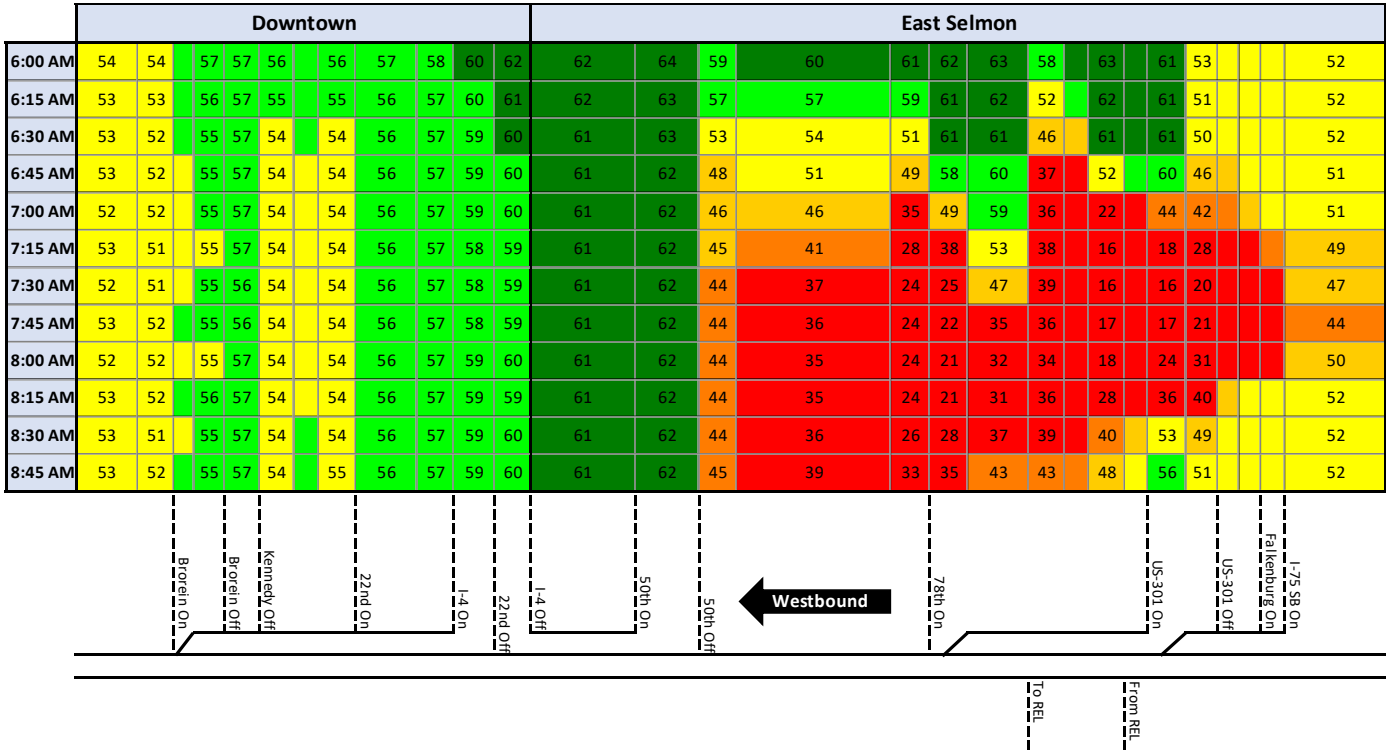 Downtown East Selmon
6:00 AM 54 54 57 57 56 56 57 58 60 62 62 64 59 60 61 62 63 58 63 61 53 52
6:15 AM 53 53 56 57 55 55 56 57 60 61 62 63 57 57 59 61 62 52 62 61 51 52
6:30 AM 53 52 55 57 54 54 56 57 59 60 61 63 53 54 51 61 61 46 61 61 50 52
6:45 AM 53 52 55 57 54 54 56 57 59 60 61 62 48 51 49 58 60 37 52 60 46 51
7:00 AM 52 52 55 57 54 54 56 57 59 60 61 62 46 46 35 49 59 36 22 44 42 51
7:15 AM 53 51 55 57 54 54 56 57 58 59 61 62 45 41 28 38 53 38 16 18 28 49
7:30 AM 52 51 55 56 54 54 56 57 58 59 61 62 44 37 24 25 47 39 16 16 20 47
7:45 AM 53 52 55 56 54 54 56 57 58 59 61 62 44 36 24 22 35 36 17 17 21 44
8:00 AM 52 52 55 57 54 54 56 57 59 60 61 62 44 35 24 21 32 34 18 24 31 50
8:15 AM 53 52 56 57 54 54 56 57 59 59 61 62 44 35 24 21 31 36 28 36 40 52
8:30 AM 53 51 55 57 54 54 56 57 59 60 61 62 44 36 26 28 37 39 40 53 49 52
8:45 AM 53 52 55 57 54 55 56 57 59 60 61 62 45 39 33 35 43 43 48 56 51 52
Brorein On
Brorein Off
Kennedy Off
22nd On
I-4 On
22nd Off
I-4 Off
50th On
50th Off
Westbound
78th On
US-301 On
US-301 Off
Falkenburg On
I-75 SB On
To REL
From REL